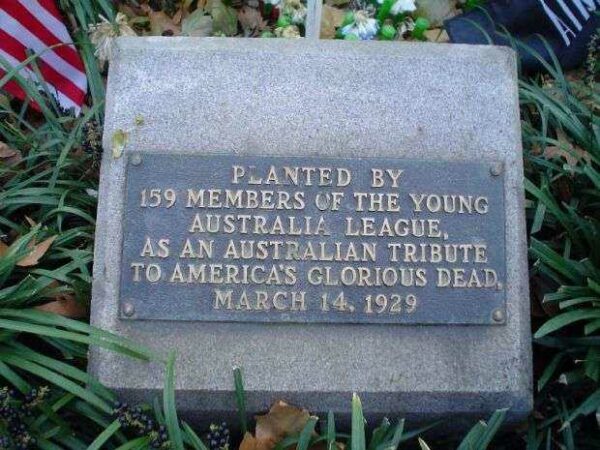 PLANTED BY
159 MEMBERS OF THE YOUNG
AUSTRALIA LEAGUE,
AS AN AUSTRALIAN TRIBUTE
TO AMERICA'S GLORIOUS DEAD,
MARCH 14, 1929